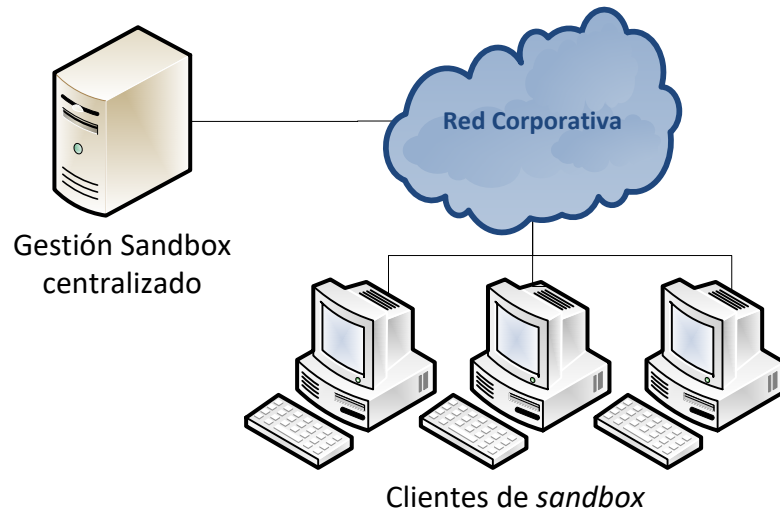 Red Corporativa
Gestión Sandbox
centralizado
Clientes de sandbox